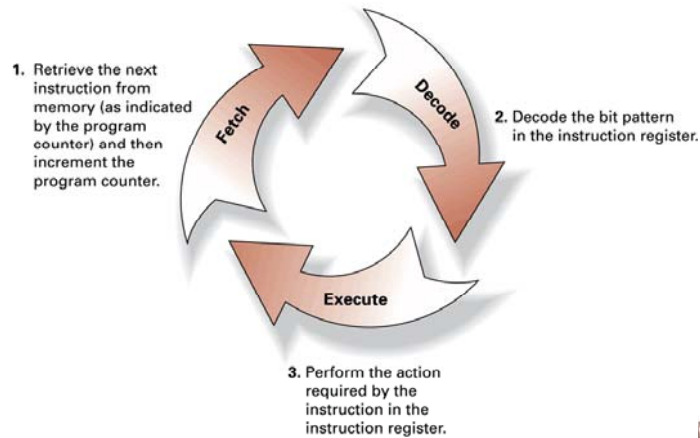 1. Retrieve the next
instruction from
memory (as indicated
by the program
counter) and then
increment the
program counter.
Fetch
Decode
2. Decode the bit pattern
in the instruction register.
Execute
3. Perform the action
required by the
instruction in the
instruction register.